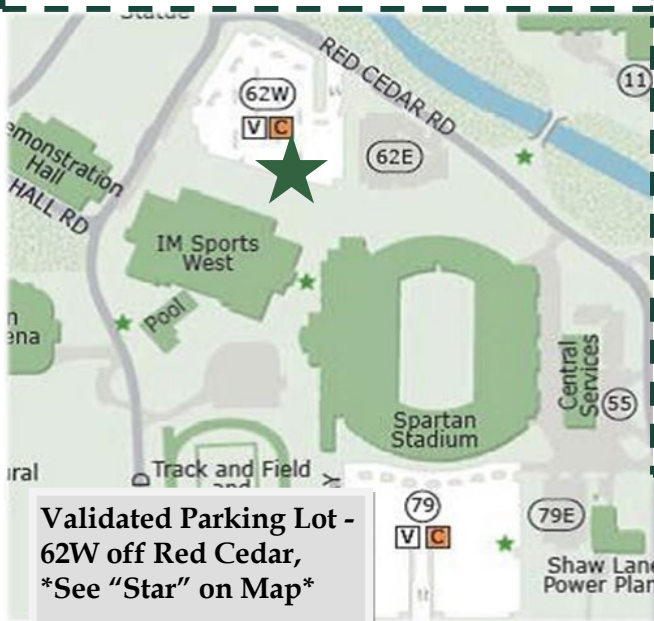 RED CEDAR RD
11
62W
V C
62E
emonstration
Hall
HALL RD
IM Sports
West
Pool
n
ena
Central
Services
55
Spartan
Stadium
ral
Track and Field
79
V C
79E
Shaw Lane
Power Plan
Validated Parking Lot -
62W off Red Cedar,
*See “Star” on Map*